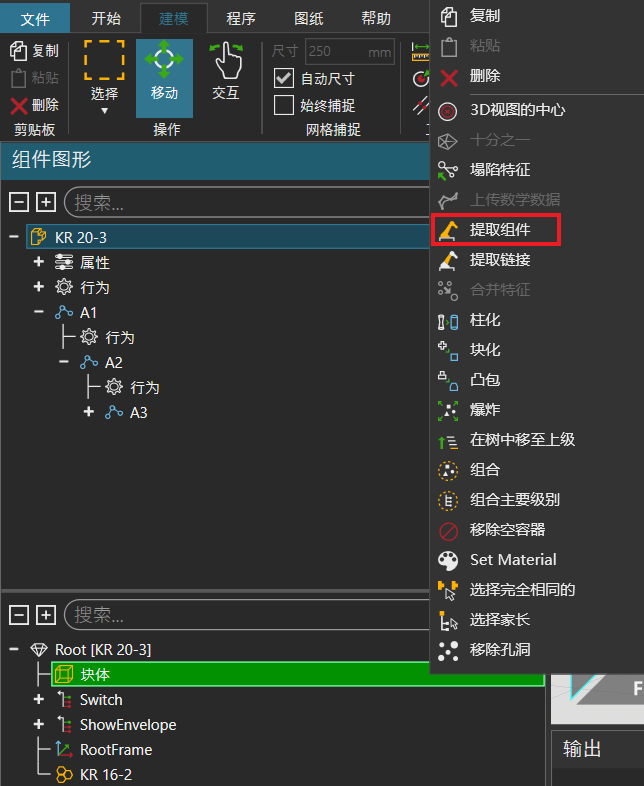 文件
开始
建模
程序
图纸
帮助
复制
粘贴
删除
剪贴板
选择
移动
交互
操作
尺寸
250
mm
自动尺寸
始终捕捉
网格捕捉
组件图形
搜索...
KR 20-3
属性
行为
A1
行为
A2
行为
A3
搜索...
Root [KR 20-3]
块体
Switch
ShowEnvelope
RootFrame
KR 16-2
复制
粘贴
删除
3D视图的中心
十分之一
塌陷特征
上传数学数据
提取组件
提取链接
合并特征
柱化
块化
凸包
爆炸
在树中移至上级
组合
组合主要级别
移除空容器
Set Material
选择完全相同的
选择家长
移除孔洞
F
输出